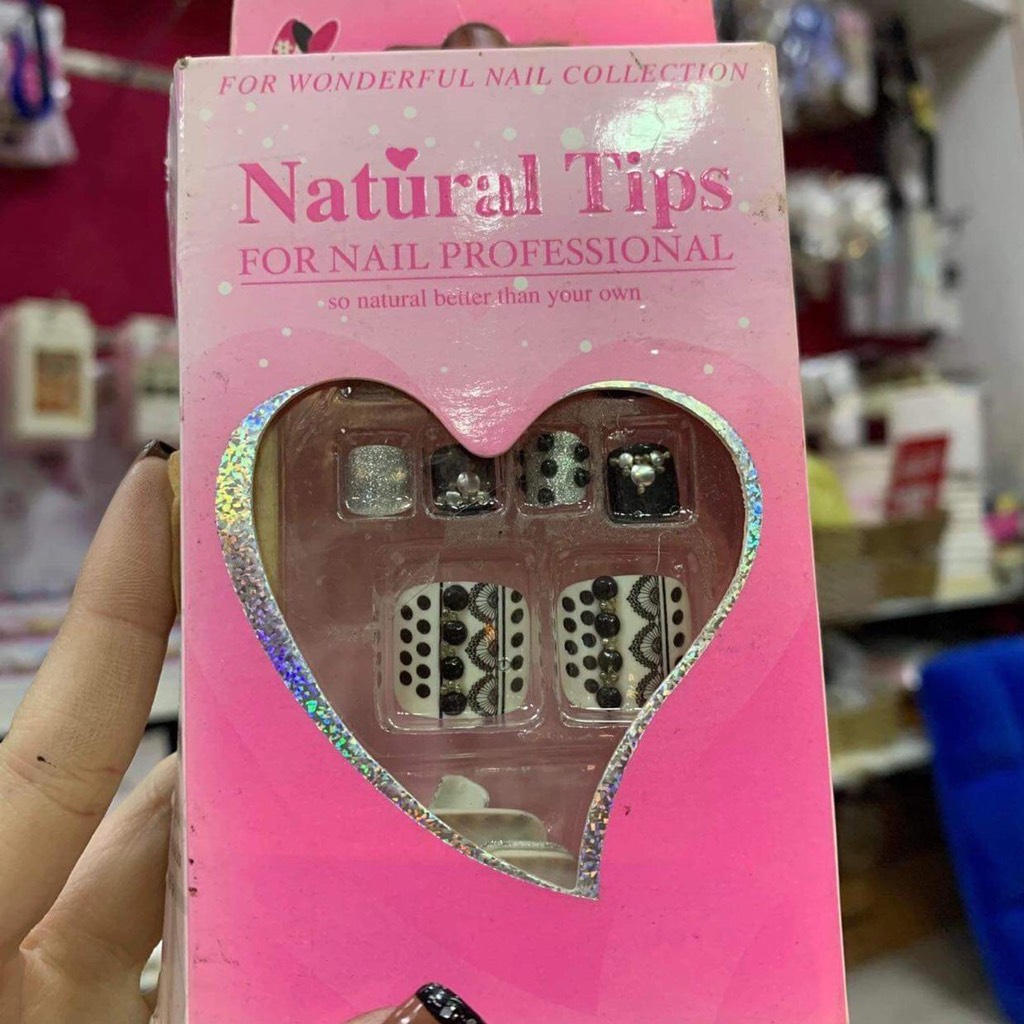 FOR WONDERFUL NAIL COLLECTION
Natural Tips
FOR NAIL PROFESSIONAL
so natural better than your own